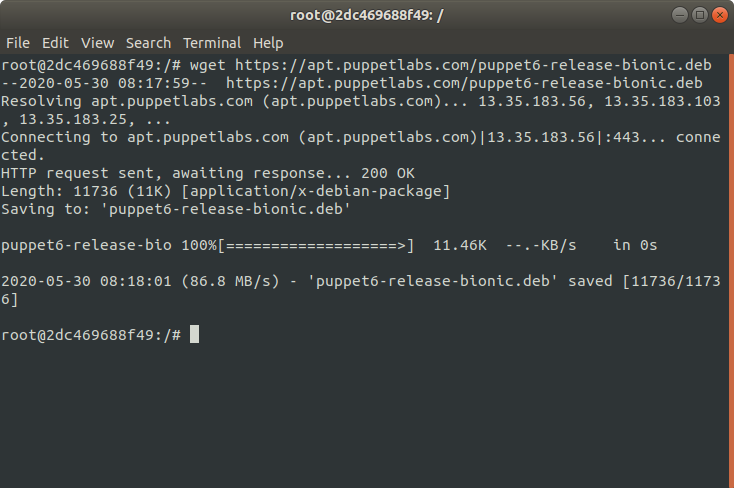 root@2dc469688f49: /
File Edit View Search Terminal Help
root@2dc469688f49:/# wget https://apt.puppetlabs.com/puppet6-release-bionic.deb
--2020-05-30 08:17:59--  https://apt.puppetlabs.com/puppet6-release-bionic.deb
Resolving apt.puppetlabs.com (apt.puppetlabs.com)... 13.35.183.56, 13.35.183.103
, 13.35.183.25, ...
Connecting to apt.puppetlabs.com (apt.puppetlabs.com)|13.35.183.56|:443... conne
cted.
HTTP request sent, awaiting response... 200 OK
Length: 11736 (11K) [application/x-debian-package]
Saving to: 'puppet6-release-bionic.deb'
puppet6-release-bio 100%[===================>]  11.46K  --.-KB/s    in 0s
2020-05-30 08:18:01 (86.8 MB/s) - 'puppet6-release-bionic.deb' saved [11736/1173
6]
root@2dc469688f49:/#